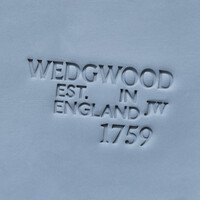 WEDGWOOD
EST. IN
ENGLAND JW
1759